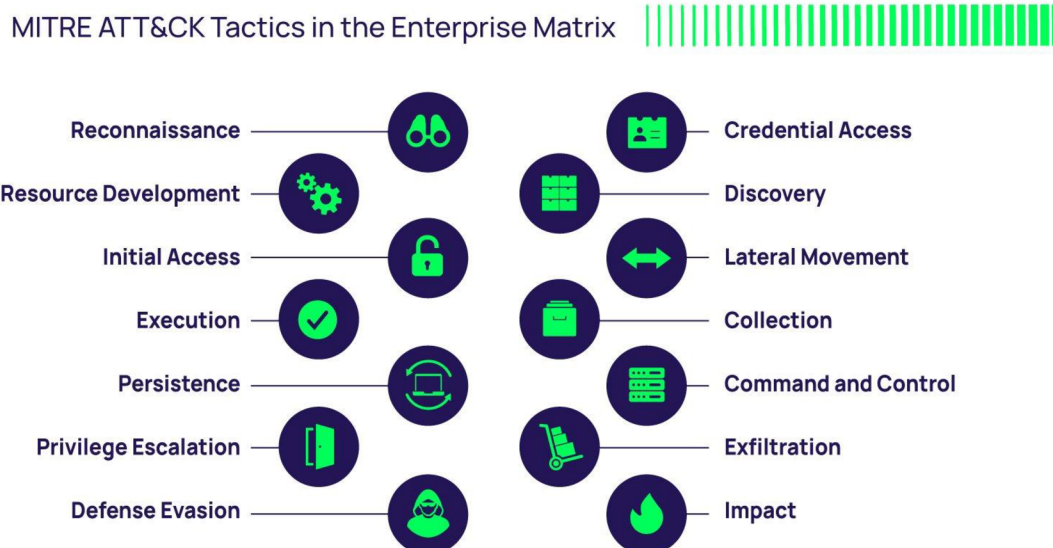 MITRE ATT&CK Tactics in the Enterprise Matrix
Reconnaissance
Resource Development
Initial Access
Execution
Persistence
Privilege Escalation
Defense Evasion
Credential Access
Discovery
Lateral Movement
Collection
Command and Control
Exfiltration
Impact